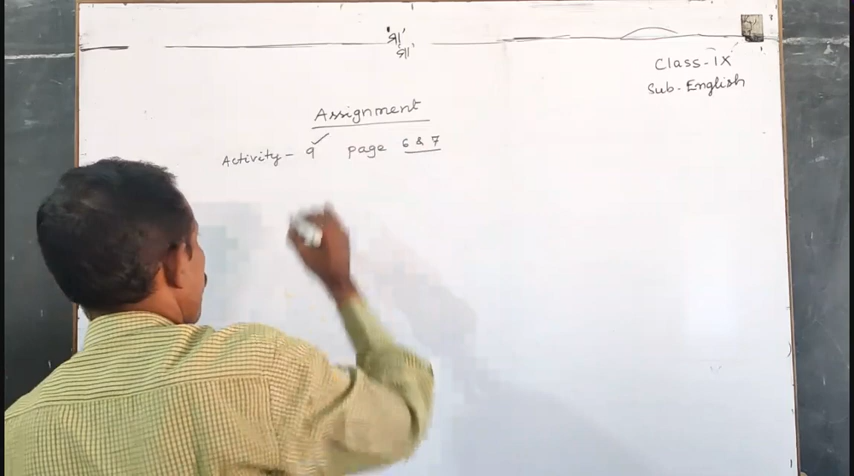 'ଶ୍ରୀ'
ଶ୍ରୀ'
Class-IX
Sub-English
Assignment
Activity- 9 page 6 & 7